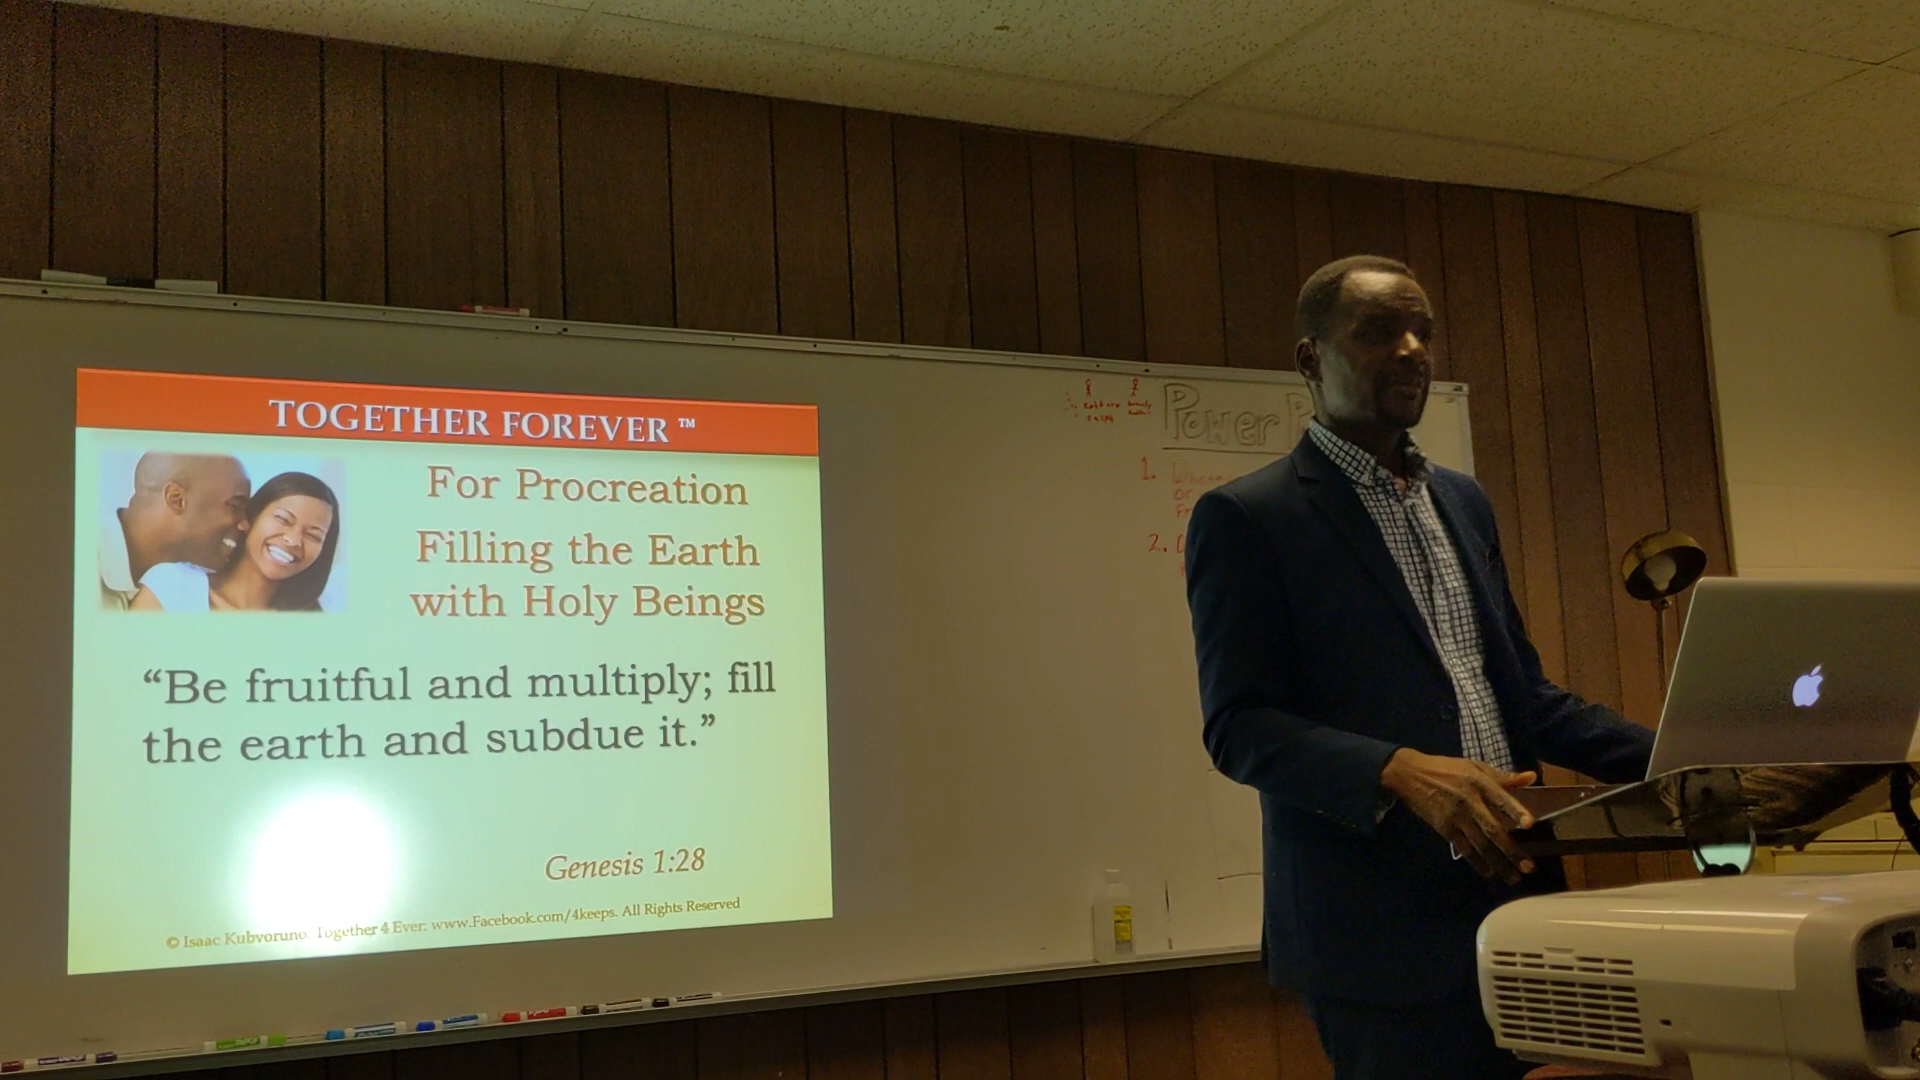 TOGETHER FOREVER ™
For Procreation
Filling the Earth
with Holy Beings
“Be fruitful and multiply; fill
the earth and subdue it.”
Genesis 1:28
© Isaac Kubvoruno. Together 4 Ever. www.Facebook.com/4keeps. All Rights Reserved
Power
1.
or
2.